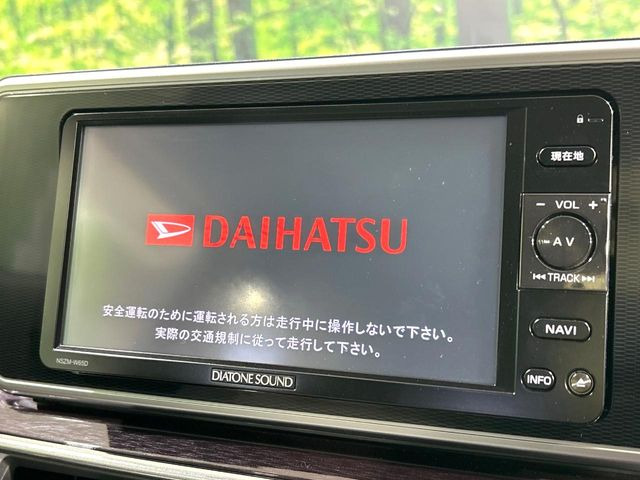 DAIHATSU
安全運転のために運転される方は走行中に操作しないで下さい。
実際の交通規制に従って走行して下さい。
NSZM-W65D
DIATONE SOUND
現在地
− VOL +
AV
⏮ TRACK ⏭
NAVI
INFO